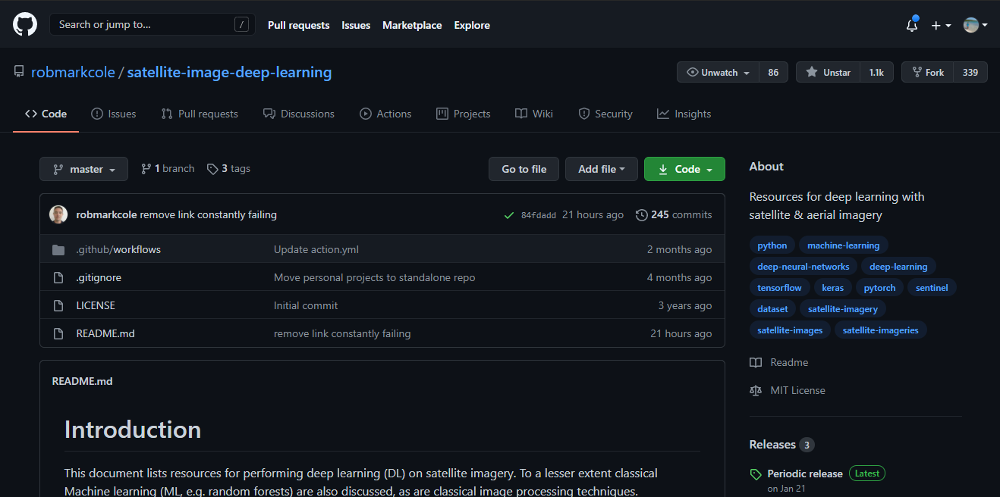 Search or jump to... /
Pull requests Issues Marketplace Explore
robmarkcole / satellite-image-deep-learning
Unwatch 86 Unstar 1.1k Fork 339
Code Issues Pull requests Discussions Actions Projects Wiki Security Insights
master 1 branch 3 tags Go to file Add file Code
robmarkcole remove link constantly failing 84fdadd 21 hours ago 245 commits
.github/workflows Update action.yml 2 months ago
.gitignore Move personal projects to standalone repo 4 months ago
LICENSE Initial commit 3 years ago
README.md remove link constantly failing 21 hours ago
README.md
Introduction
This document lists resources for performing deep learning (DL) on satellite imagery. To a lesser extent classical
Machine learning (ML, e.g. random forests) are also discussed, as are classical image processing techniques.
About
Resources for deep learning with
satellite & aerial imagery
python machine-learning
deep-neural-networks deep-learning
tensorflow keras pytorch sentinel
dataset satellite-imagery
satellite-images satellite-imageries
Readme
MIT License
Releases 3
Periodic release Latest
on Jan 21